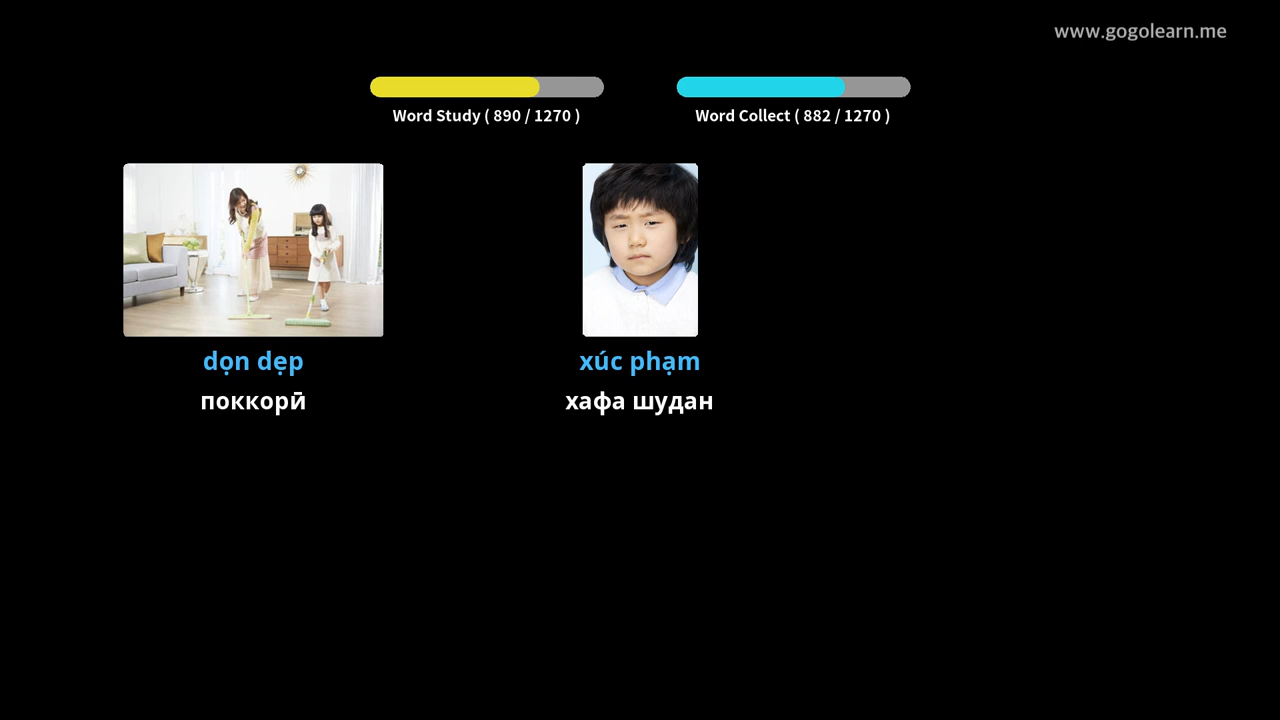 www.gogolearn.me
Word Study ( 890 / 1270 )
Word Collect ( 882 / 1270 )
dọn dẹp
xúc phạm
поккорӣ
хафа шудан